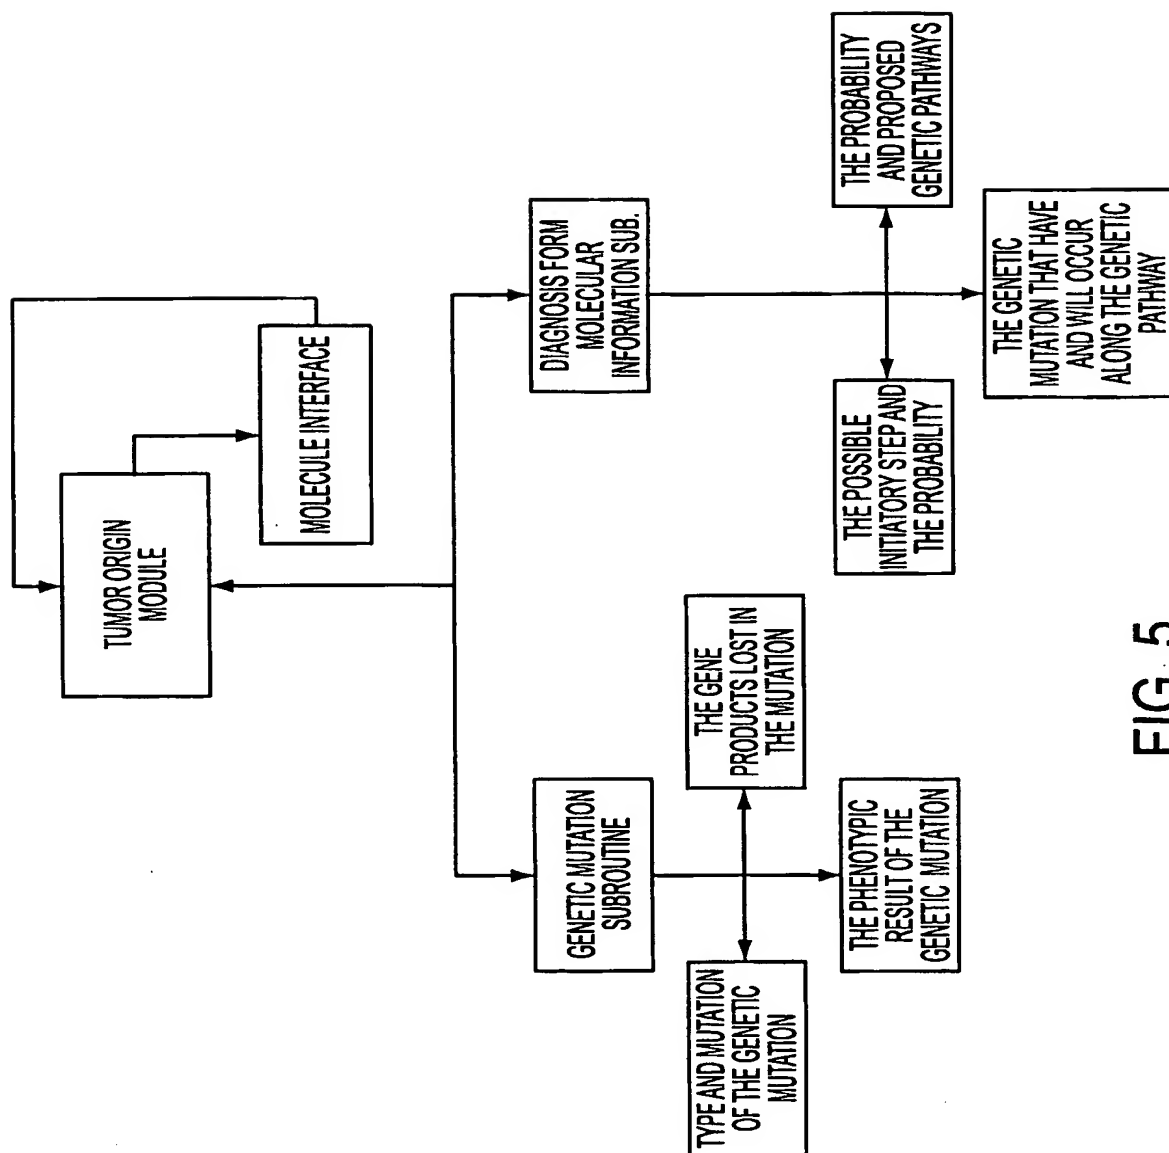 TUMOR ORIGIN
MODULE
MOLECULE INTERFACE
GENETIC MUTATION
SUBROUTINE
TYPE AND MUTATION
OF THE GENETIC
MUTATION
THE GENE
PRODUCTS LOST IN
THE MUTATION
THE PHENOTYPIC
RESULT OF THE
GENETIC MUTATION
DIAGNOSIS FORM
MOLECULAR
INFORMATION SUB.
THE POSSIBLE
INITIATORY STEP AND
THE PROBABILITY
THE PROBABILITY
AND PROPOSED
GENETIC PATHWAYS
THE GENETIC
MUTATION THAT HAVE
AND WILL OCCUR
ALONG THE GENETIC
PATHWAY
FIG. 5